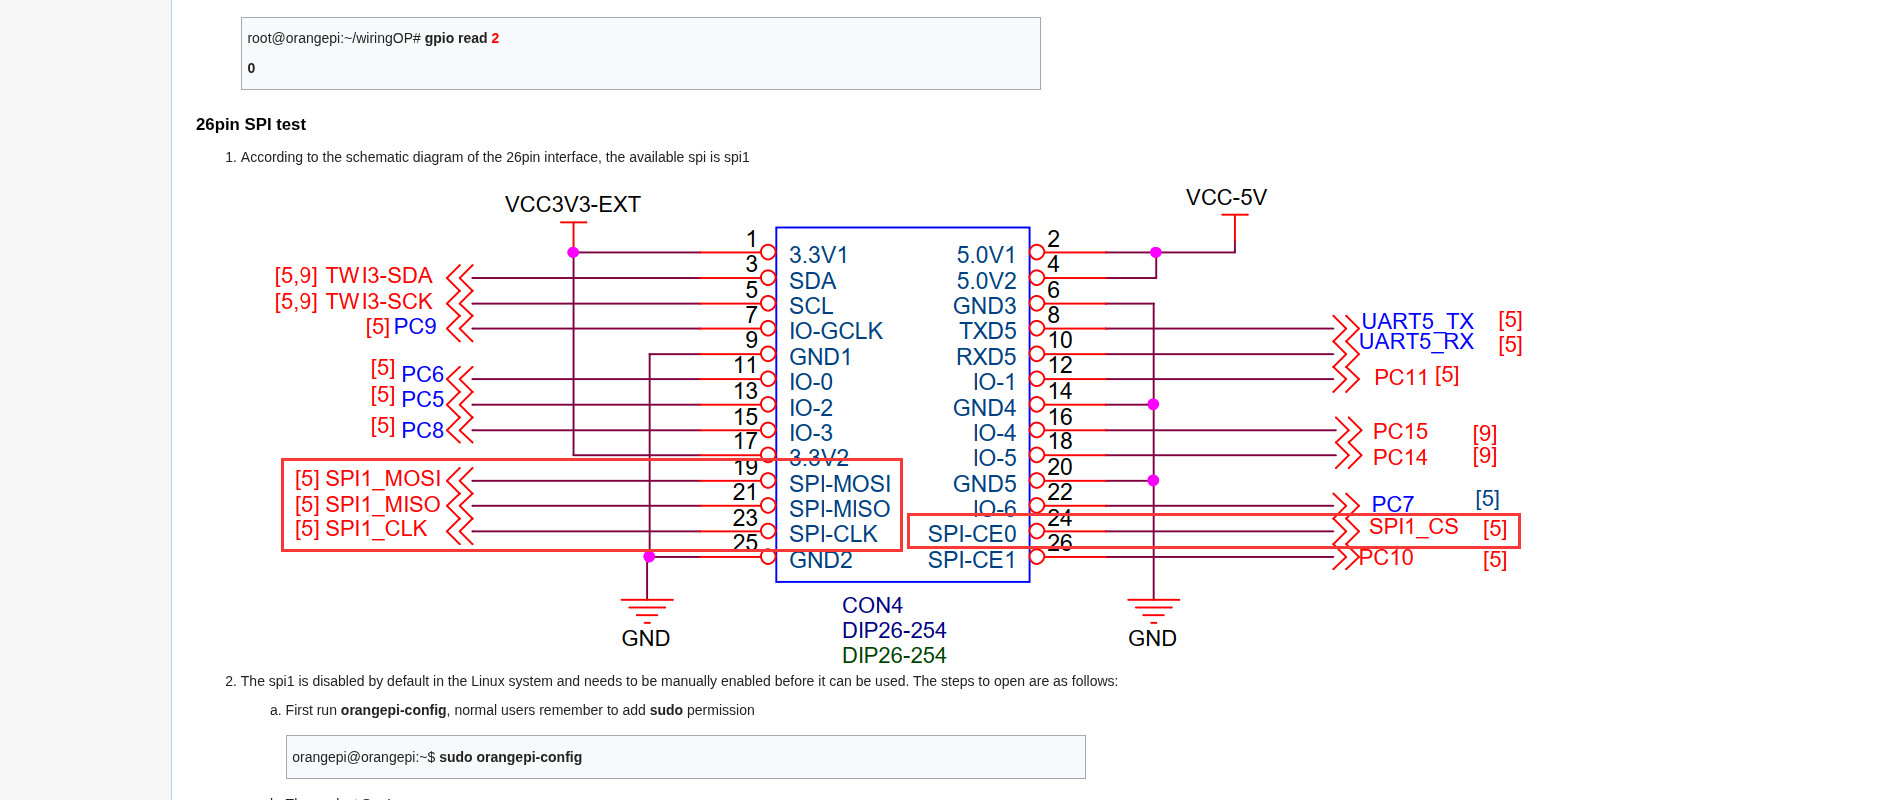 root@orangepi:~/wiringOP# gpio read 2
0
26pin SPI test
1. According to the schematic diagram of the 26pin interface, the available spi is spi1
VCC3V3-EXT
VCC-5V
1 3.3V1 5.0V1 2
[5,9] TWI3-SDA 3 SDA 5.0V2 4
[5,9] TWI3-SCK 5 SCL GND3 6
[5] PC9 7 IO-GCLK TXD5 8 UART5_TX [5]
9 GND1 RXD5 10 UART5_RX [5]
[5] PC6 11 IO-0 IO-1 12 PC11 [5]
[5] PC5 13 IO-2 GND4 14
[5] PC8 15 IO-3 IO-4 16 PC15 [9]
17 3.3V2 IO-5 18 PC14 [9]
[5] SPI1_MOSI 19 SPI-MOSI GND5 20
[5] SPI1_MISO 21 SPI-MISO IO-6 22 PC7 [5]
[5] SPI1_CLK 23 SPI-CLK SPI-CE0 24 SPI1_CS [5]
25 GND2 SPI-CE1 26 PC10 [5]
CON4
DIP26-254
DIP26-254
GND
GND
2. The spi1 is disabled by default in the Linux system and needs to be manually enabled before it can be used. The steps to open are as follows:
a. First run orangepi-config, normal users remember to add sudo permission
orangepi@orangepi:~$ sudo orangepi-config